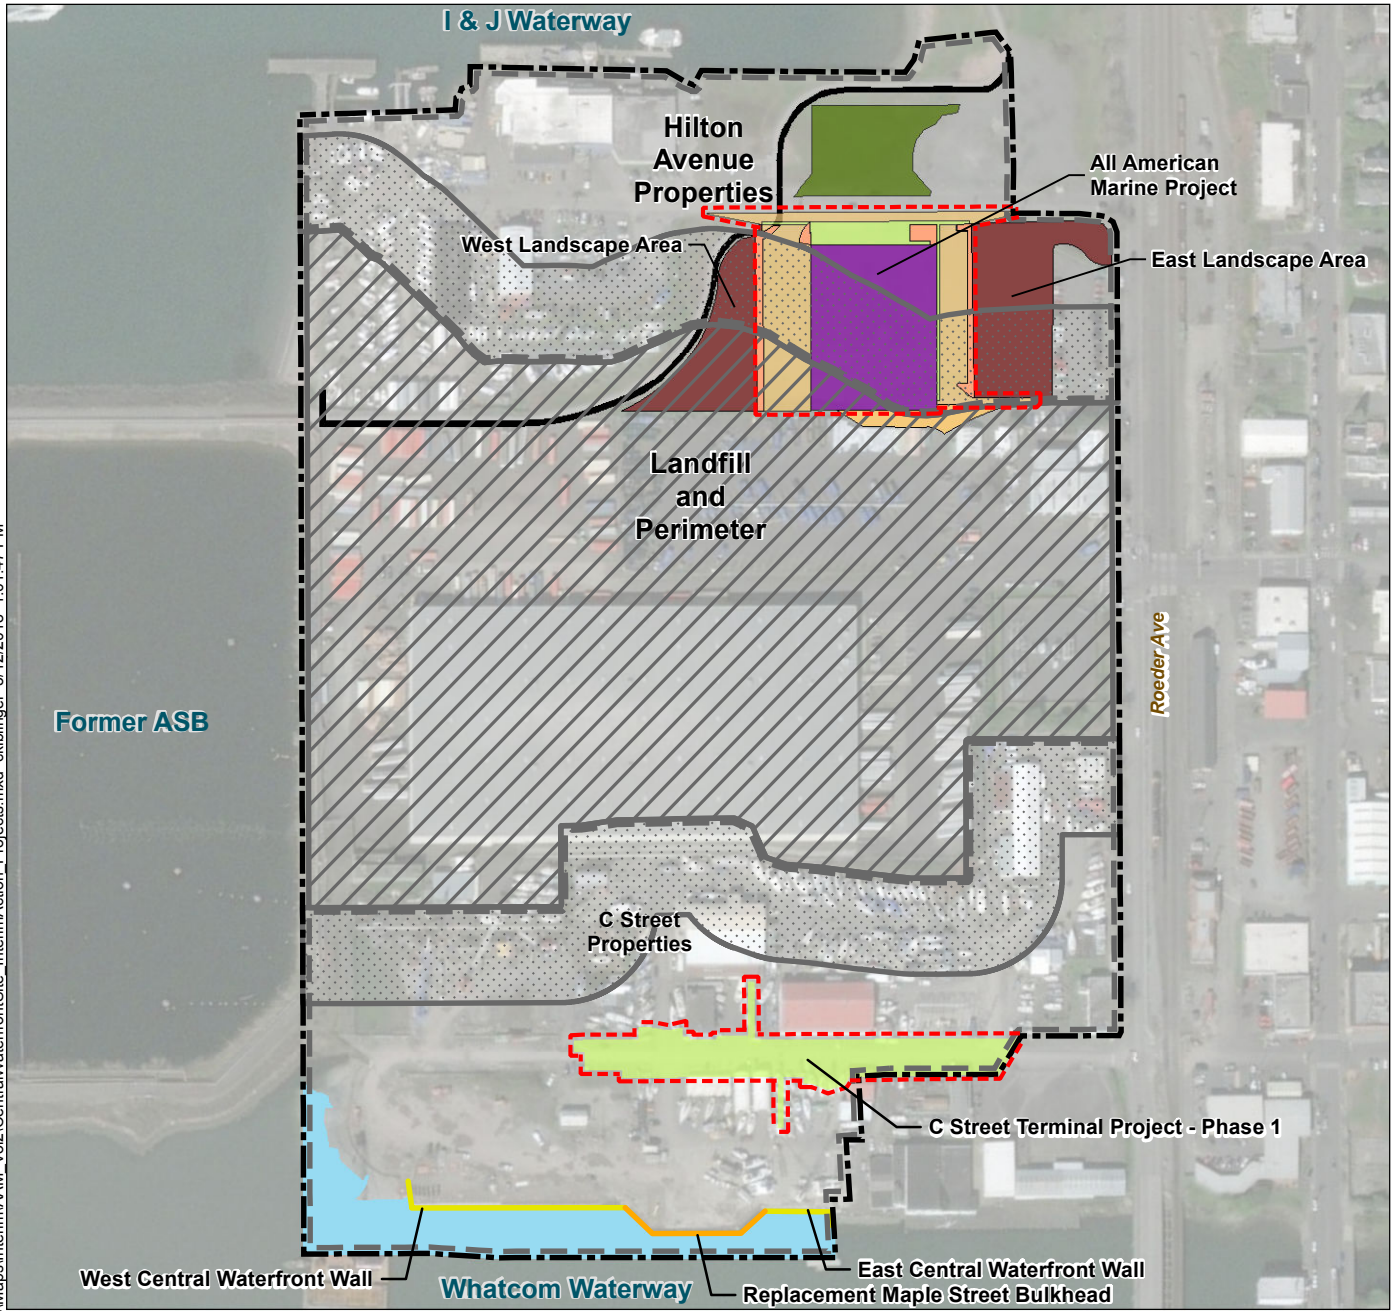 I & J Waterway
Hilton
Avenue
Properties
All American
Marine Project
West Landscape Area
East Landscape Area
Landfill
and
Perimeter
Roeder Ave
Former ASB
C Street
Properties
C Street Terminal Project - Phase 1
West Central Waterfront Wall
Whatcom Waterway
East Central Waterfront Wall
Replacement Maple Street Bulkhead